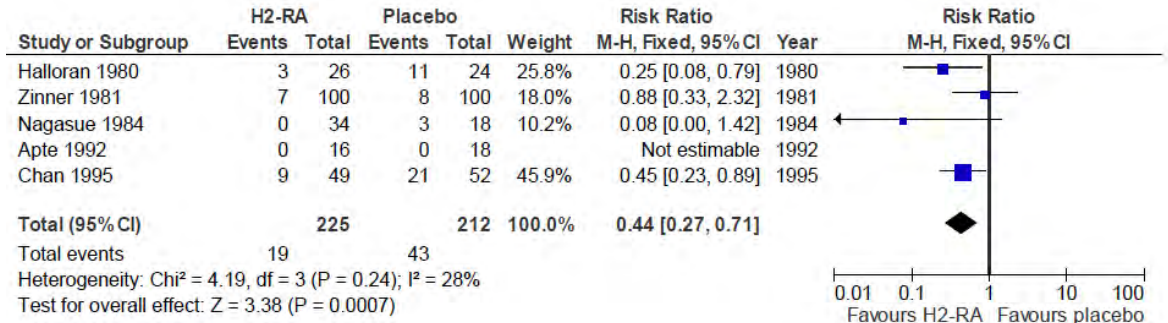 H2-RA Placebo Risk Ratio Risk Ratio
Study or Subgroup Events Total Events Total Weight M-H, Fixed, 95% CI Year M-H, Fixed, 95% CI
Halloran 1980 3 26 11 24 25.8% 0.25 [0.08, 0.79] 1980
Zinner 1981 7 100 8 100 18.0% 0.88 [0.33, 2.32] 1981
Nagasue 1984 0 34 3 18 10.2% 0.08 [0.00, 1.42] 1984
Apte 1992 0 16 0 18 Not estimable 1992
Chan 1995 9 49 21 52 45.9% 0.45 [0.23, 0.89] 1995
Total (95% CI) 225 212 100.0% 0.44 [0.27, 0.71]
Total events 19 43
Heterogeneity: Chi² = 4.19, df = 3 (P = 0.24); I² = 28%
Test for overall effect: Z = 3.38 (P = 0.0007)
0.01 0.1 1 10 100
Favours H2-RA Favours placebo